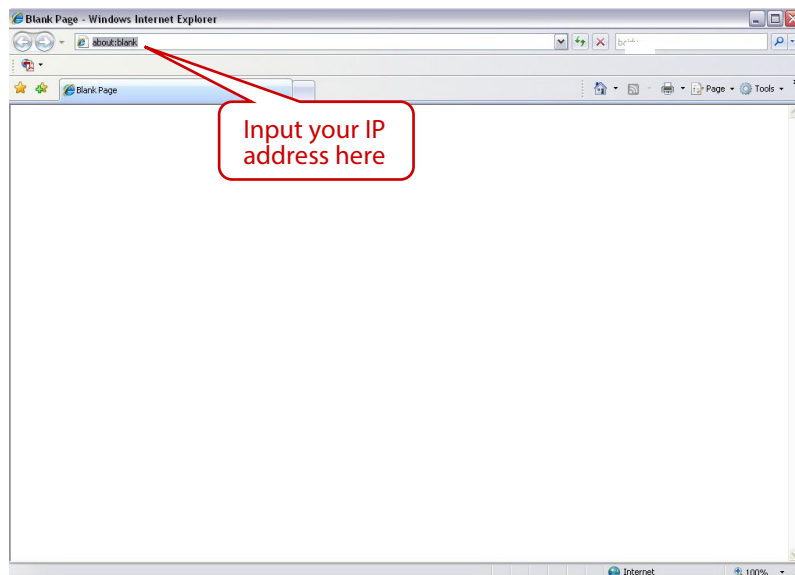 Blank Page - Windows Internet Explorer
about:blank
Blank Page
Page
Tools
Input your IP
address here
Internet
100%